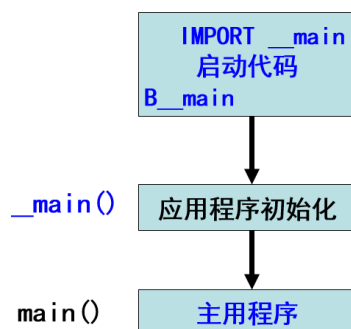 IMPORT __main
启动代码
B__main
__main()
应用程序初始化
main()
主用程序